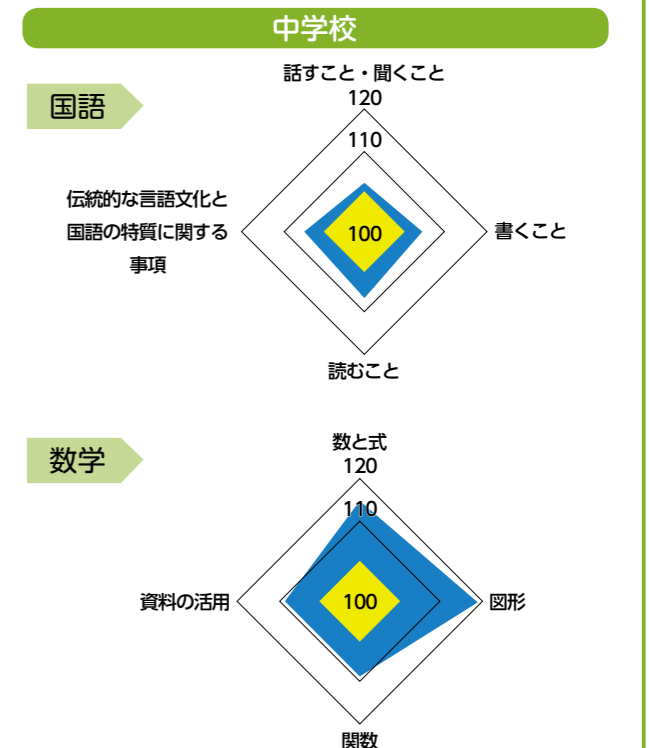 中学校
国語
話すこと・聞くこと
120
110
伝統的な言語文化と
国語の特質に関する
事項
100
書くこと
読むこと
数学
数と式
120
110
資料の活用
100
図形
関数